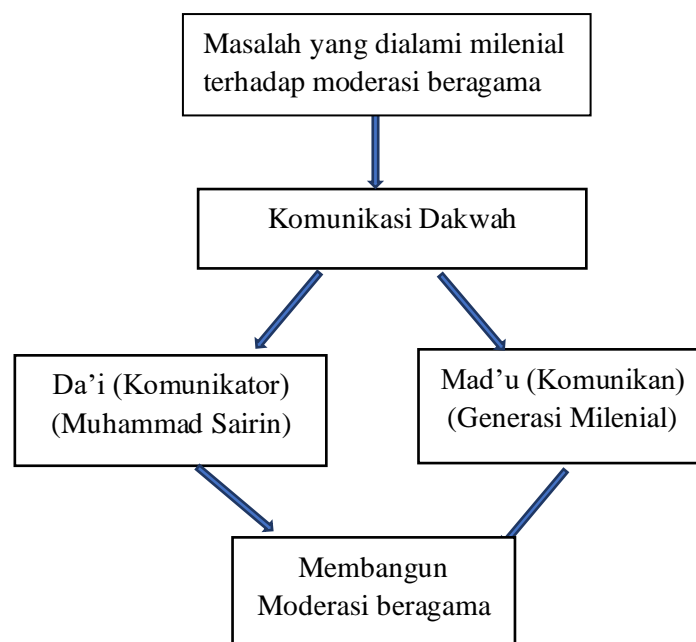 Masalah yang dialami milenial
terhadap moderasi beragama
Komunikasi Dakwah
Da’i (Komunikator)
(Muhammad Sairin)
Mad’u (Komunikan)
(Generasi Milenial)
Membangun
Moderasi beragama